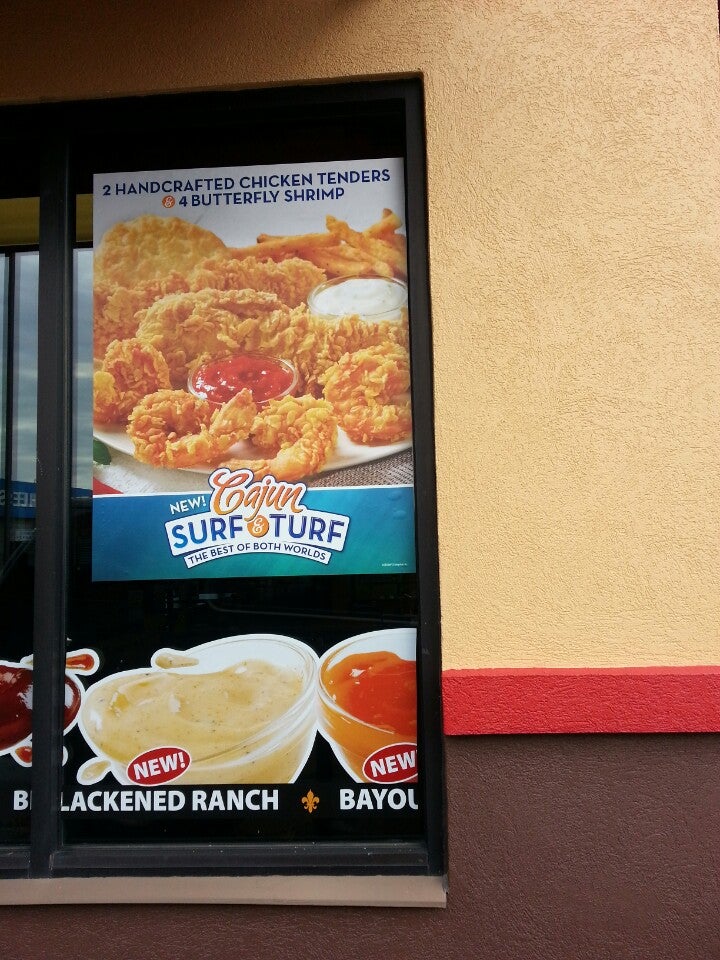 2 HANDCRAFTED CHICKEN TENDERS
& 4 BUTTERFLY SHRIMP
NEW! Cajun
SURF & TURF
THE BEST OF BOTH WORLDS
NEW!
NEW
BLACKENED RANCH
BAYOU